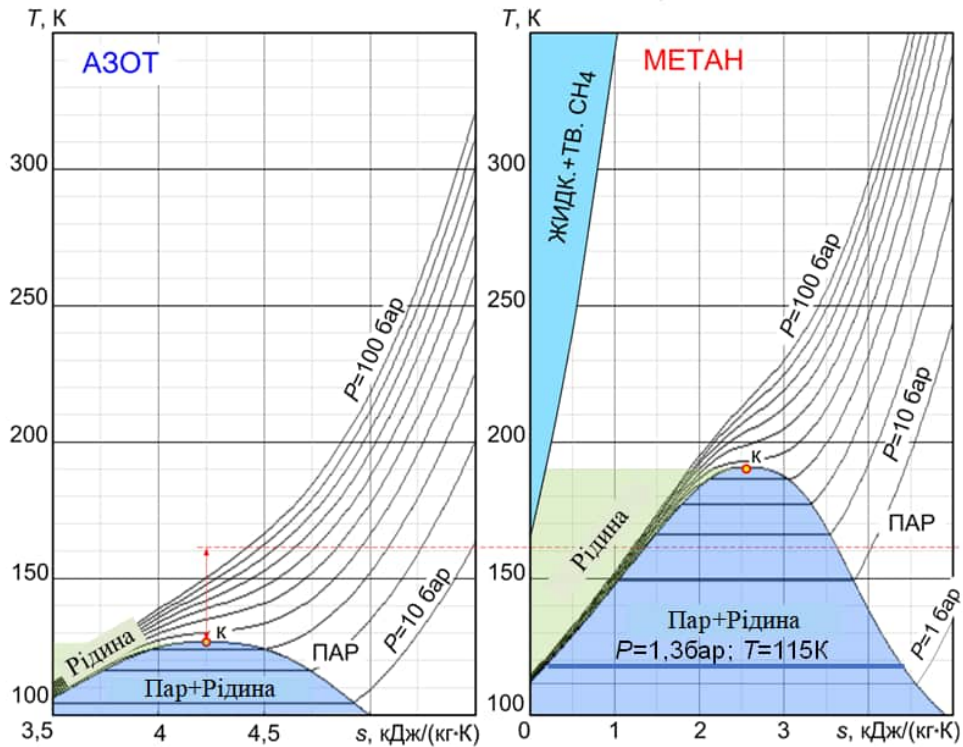 T, К
АЗОТ
300
250
200
150
100
P=100 бар
P=10 бар
к
ПАР
Рідина
Пар+Рідина
3,5
4
4,5
s, кДж/(кг·К)
T, К
МЕТАН
ЖИДК.+ТВ. CH4
300
250
200
150
100
P=100 бар
P=10 бар
P=1 бар
к
ПАР
Рідина
Пар+Рідина
P=1,3бар; T=115К
0
1
2
3
s, кДж/(кг·К)